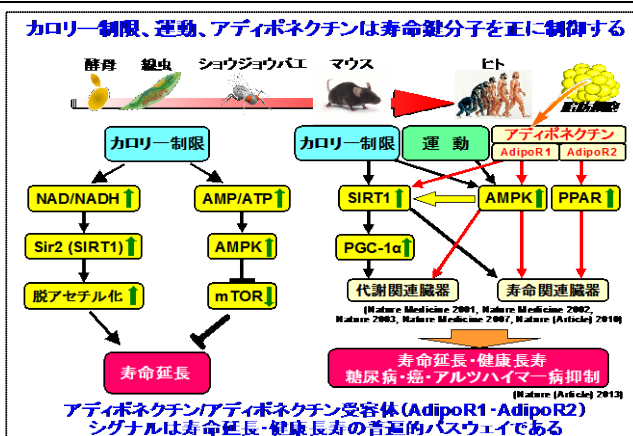 カロリー制限、運動、アディポネクチンは寿命鍵分子を正に制御する
酵母
線虫
ショウジョウバエ
マウス
ヒト
脂肪細胞
カロリー制限
NAD/NADH
Sir2 (SIRT1)
脱アセチル化
AMP/ATP
AMPK
mTOR
寿命延長
カロリー制限
運 動
アディポネクチン
AdipoR1
AdipoR2
SIRT1
AMPK
PPAR
PGC-1α
代謝関連臓器
寿命関連臓器
(Nature Medicine 2001, Nature Medicine 2002,
Nature 2003, Nature Medicine 2007, Nature (Article) 2010)
寿命延長・健康長寿
糖尿病・癌・アルツハイマー病抑制
(Nature (Article) 2013)
アディポネクチン/アディポネクチン受容体(AdipoR1・AdipoR2)
シグナルは寿命延長・健康長寿の普遍的パスウェイである